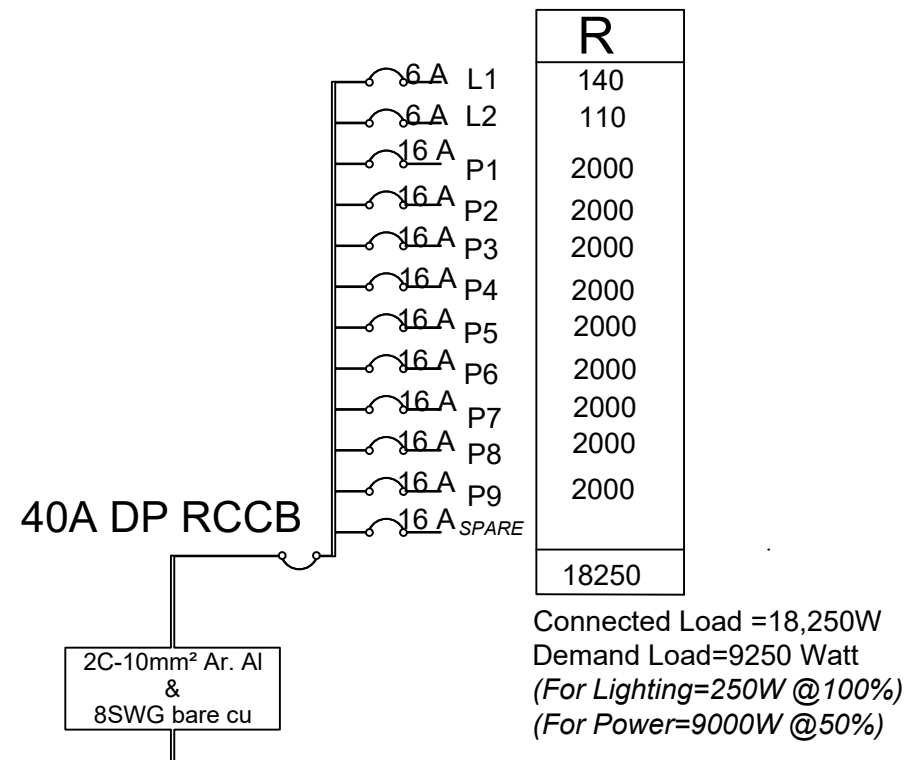 R
6 A L1 140
6 A L2 110
16 A P1 2000
16 A P2 2000
16 A P3 2000
16 A P4 2000
16 A P5 2000
16 A P6 2000
16 A P7 2000
16 A P8 2000
16 A P9 2000
16 A SPARE
40A DP RCCB
18250
Connected Load =18,250W
Demand Load=9250 Watt
(For Lighting=250W @100%)
(For Power=9000W @50%)
2C-10mm² Ar. Al
&
8SWG bare cu